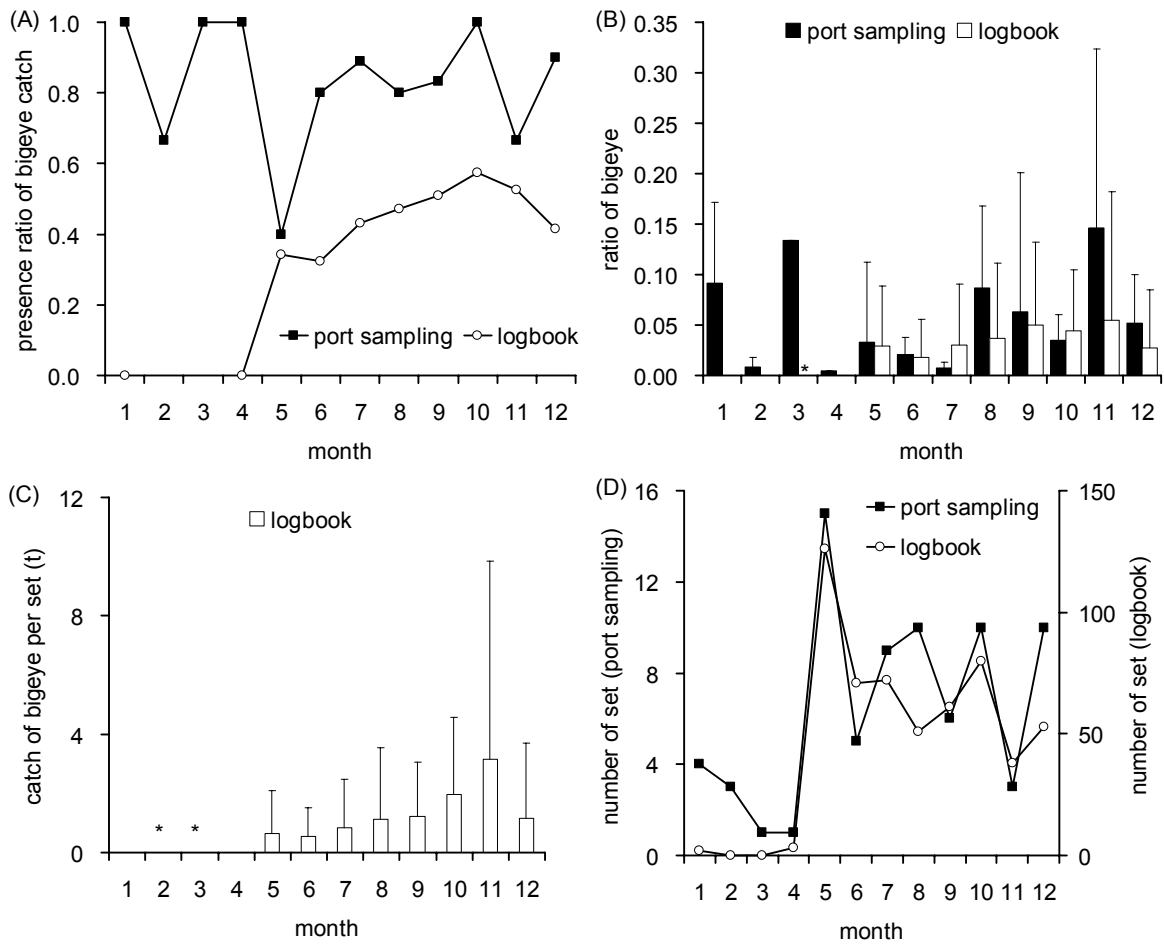 (A)
presence ratio of bigeye catch
1.0
0.8
0.6
0.4
0.2
0.0
port sampling logbook
1 2 3 4 5 6 7 8 9 10 11 12
month
(B)
ratio of bigeye
port sampling logbook
0.35
0.30
0.25
0.20
0.15
0.10
0.05
0.00
*
1 2 3 4 5 6 7 8 9 10 11 12
month
(C)
catch of bigeye per set (t)
12
8
4
0
logbook
* *
1 2 3 4 5 6 7 8 9 10 11 12
month
(D)
number of set (port sampling)
16
12
8
4
0
port sampling
logbook
150
100
50
0
number of set (logbook)
1 2 3 4 5 6 7 8 9 10 11 12
month